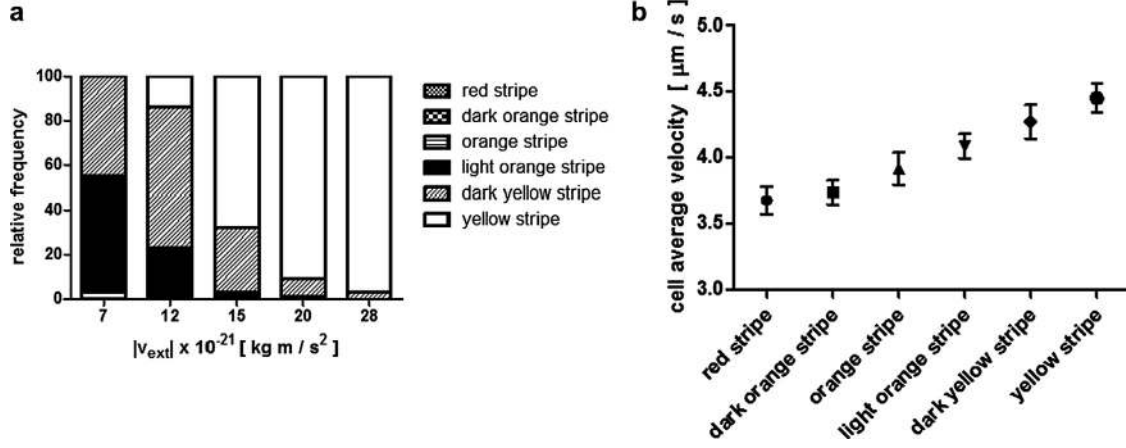 a
relative frequency
100
80
60
40
20
0
7 12 15 20 28
|v_ext| x 10^-21 [ kg m / s^2 ]
red stripe
dark orange stripe
orange stripe
light orange stripe
dark yellow stripe
yellow stripe
b
cell average velocity [ μm / s ]
5.0
4.5
4.0
3.5
3.0
red stripe
dark orange stripe
orange stripe
light orange stripe
dark yellow stripe
yellow stripe